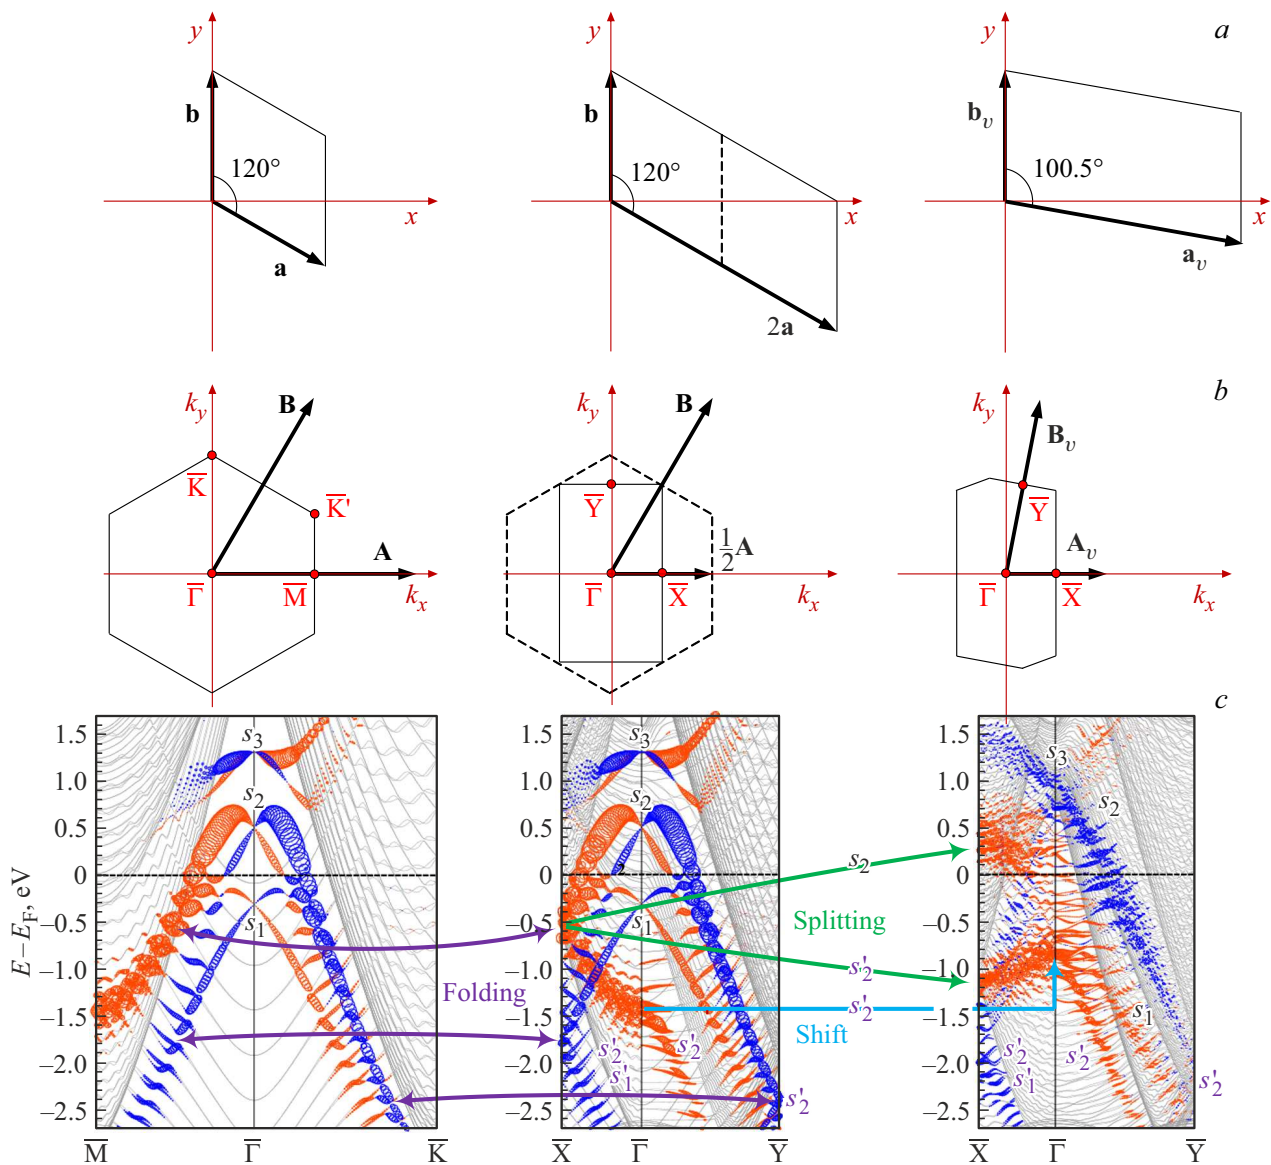 y y y a
b b b_v
120° 120° 100.5°
x x x
a 2a a_v
k_y B k_y B k_y B_v b
K̅ K̅' Y̅ Y̅
A ½A A_v
Γ̅ M̅ k_x Γ̅ X̅ k_x Γ̅ X̅ k_x
c
E – E_F, eV
1.5 1.5 1.5
1.0 1.0 1.0
0.5 0.5 0.5
0 0 0
–0.5 –0.5 –0.5
–1.0 –1.0 –1.0
–1.5 –1.5 –1.5
–2.0 –2.0 –2.0
–2.5 –2.5 –2.5
s_3 s_3 s_3
s_2 s_2 s_2
2
s_2
s_1 s_1 Splitting
Folding s'_2
s'_2 s_1
Shift
s'_2 s'_2 s'_2 s'_2
s'_1 s'_1
s'_2 s'_2
M̅ Γ̅ K̅ X̅ Γ̅ Y̅ X̅ Γ̅ Y̅